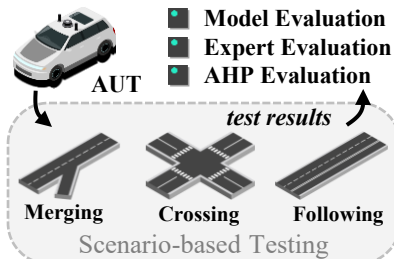 Model Evaluation
Expert Evaluation
AHP Evaluation
AUT
test results
Merging Crossing Following
Scenario-based Testing